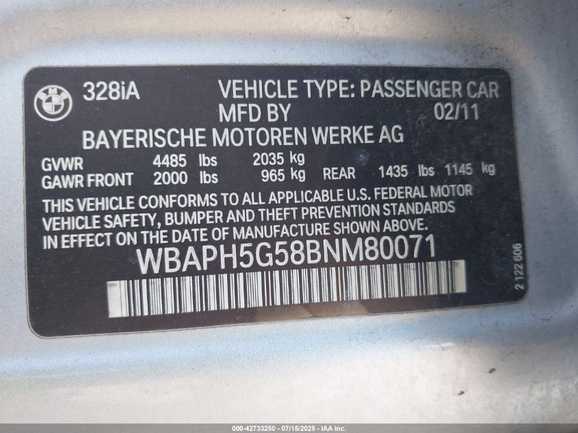 328iA VEHICLE TYPE: PASSENGER CAR
MFD BY 02/11
BAYERISCHE MOTOREN WERKE AG
GVWR 4485 lbs 2035 kg
GAWR FRONT 2000 lbs 965 kg REAR 1435 lbs 1145 kg
THIS VEHICLE CONFORMS TO ALL APPLICABLE U.S. FEDERAL MOTOR
VEHICLE SAFETY, BUMPER AND THEFT PREVENTION STANDARDS IN
EFFECT ON THE DATE OF MANUFACTURE SHOWN ABOVE.
WBAPH5G58BNM80071
2 122 606
000-42733250 - 07/15/2025 - IAA Inc.